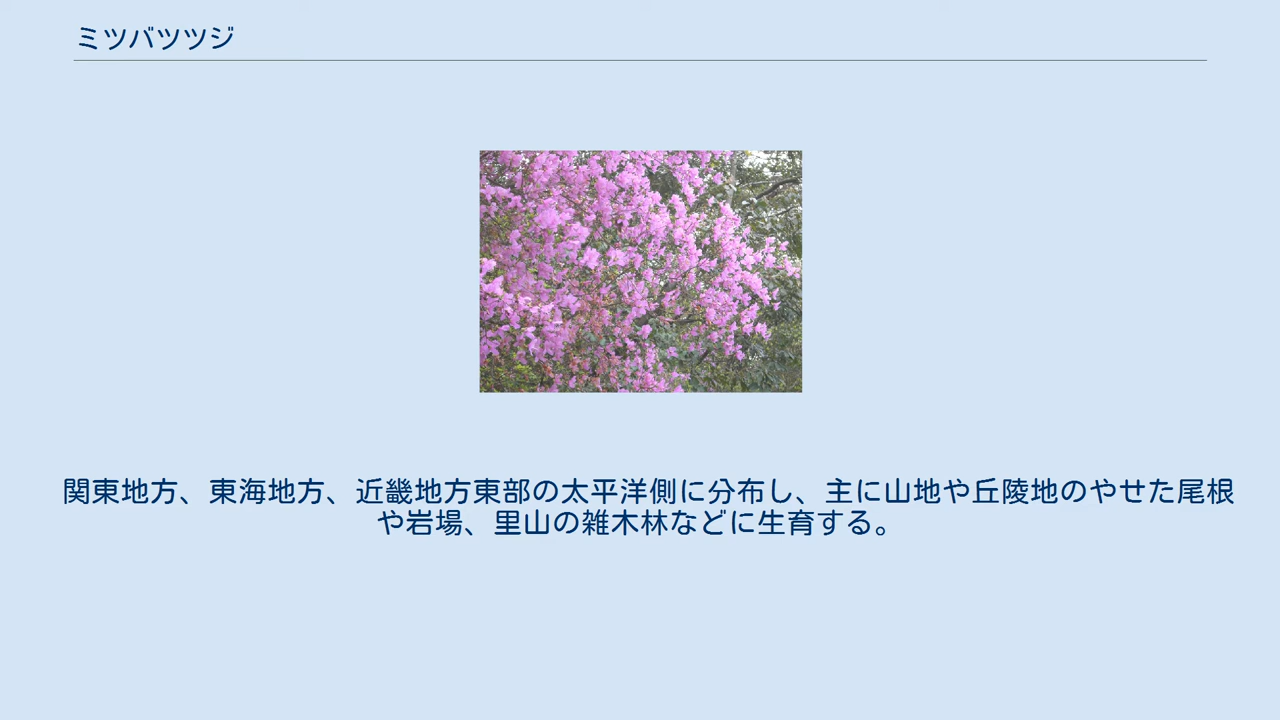 ミツバツツジ
関東地方、東海地方、近畿地方東部の太平洋側に分布し、主に山地や丘陵地のやせた尾根
や岩場、里山の雑木林などに生育する。